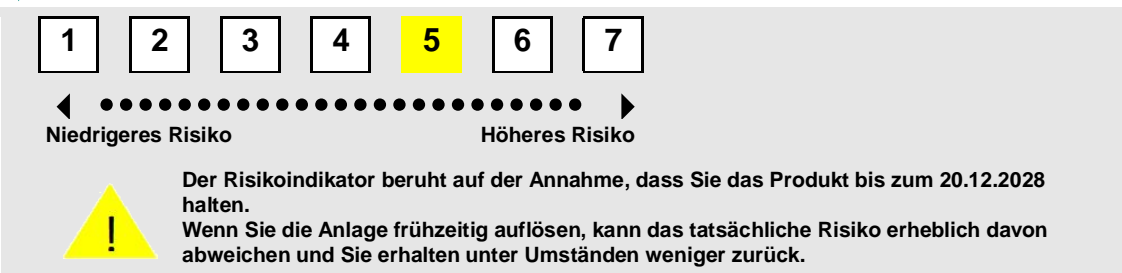 1 2 3 4 5 6 7
Niedrigeres Risiko Höheres Risiko
Der Risikoindikator beruht auf der Annahme, dass Sie das Produkt bis zum 20.12.2028
halten.
Wenn Sie die Anlage frühzeitig auflösen, kann das tatsächliche Risiko erheblich davon
abweichen und Sie erhalten unter Umständen weniger zurück.
!